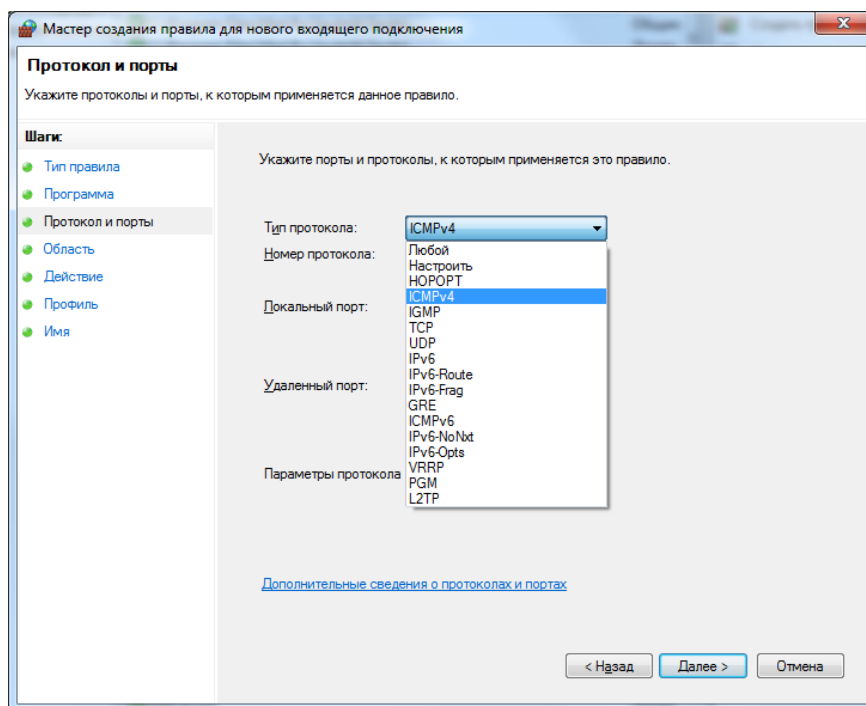 Мастер создания правила для нового входящего подключения
Протокол и порты
Укажите протоколы и порты, к которым применяется данное правило.
Шаги:
Тип правила
Программа
Протокол и порты
Область
Действие
Профиль
Имя
Укажите порты и протоколы, к которым применяется это правило.
Тип протокола:
ICMPv4
Номер протокола:
Локальный порт:
Удаленный порт:
Параметры протокола
Любой
Настроить
HOPOPT
ICMPv4
IGMP
TCP
UDP
IPv6
IPv6-Route
IPv6-Frag
GRE
ICMPv6
IPv6-NoNxt
IPv6-Opts
VRRP
PGM
L2TP
Дополнительные сведения о протоколах и портах
< Назад
Далее >
Отмена